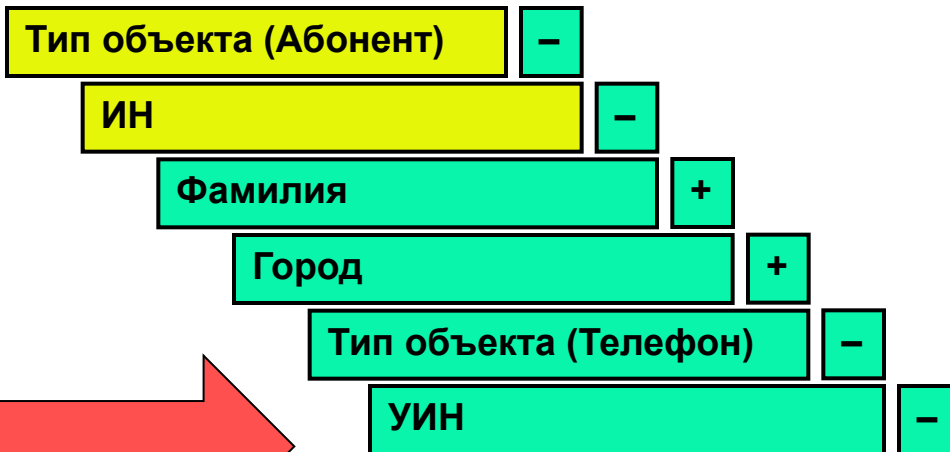 Тип объекта (Абонент) –
ИН –
Фамилия +
Город +
Тип объекта (Телефон) –
УИН –